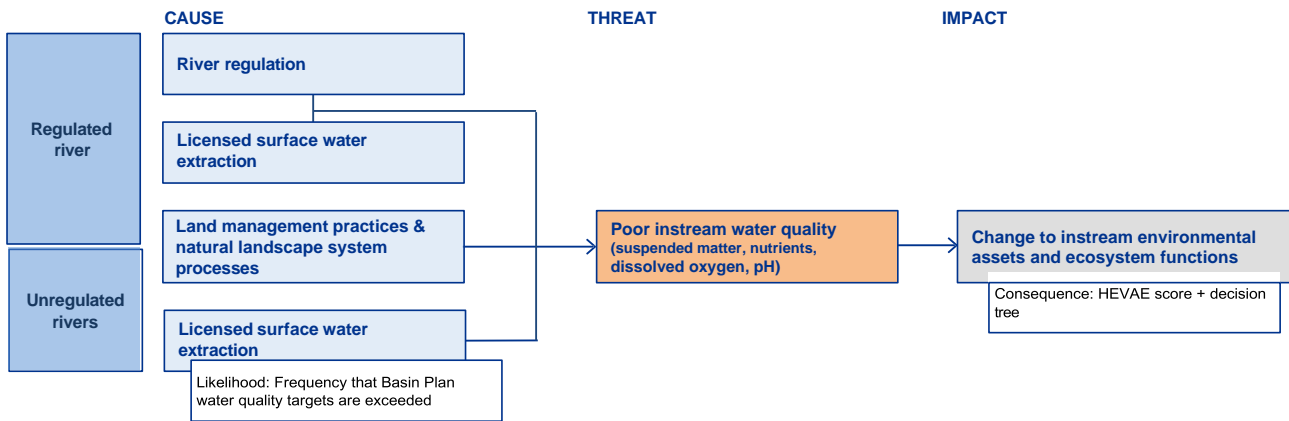 CAUSE
THREAT
IMPACT
Regulated
river
River regulation
Licensed surface water
extraction
Land management practices &
natural landscape system
processes
Poor instream water quality
(suspended matter, nutrients,
dissolved oxygen, pH)
Change to instream environmental
assets and ecosystem functions
Consequence: HEVAE score + decision
tree
Unregulated
rivers
Licensed surface water
extraction
Likelihood: Frequency that Basin Plan
water quality targets are exceeded